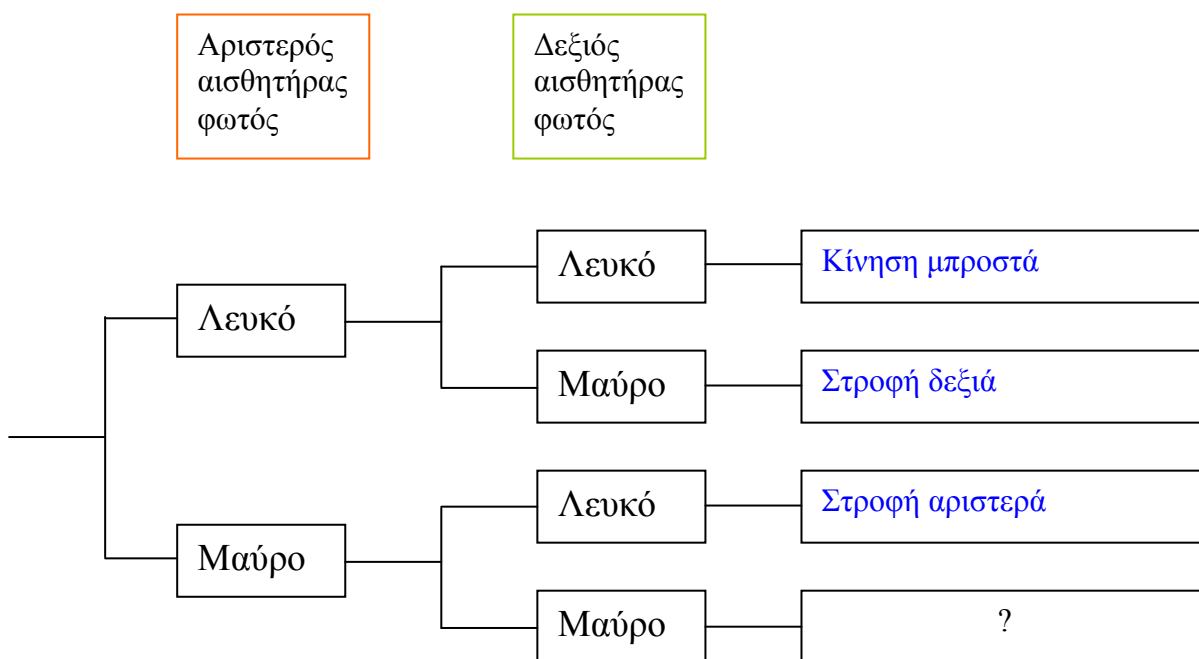 Αριστερός
αισθητήρας
φωτός
Δεξιός
αισθητήρας
φωτός
Λευκό
Λευκό
Κίνηση μπροστά
Μαύρο
Στροφή δεξιά
Μαύρο
Λευκό
Στροφή αριστερά
Μαύρο
?